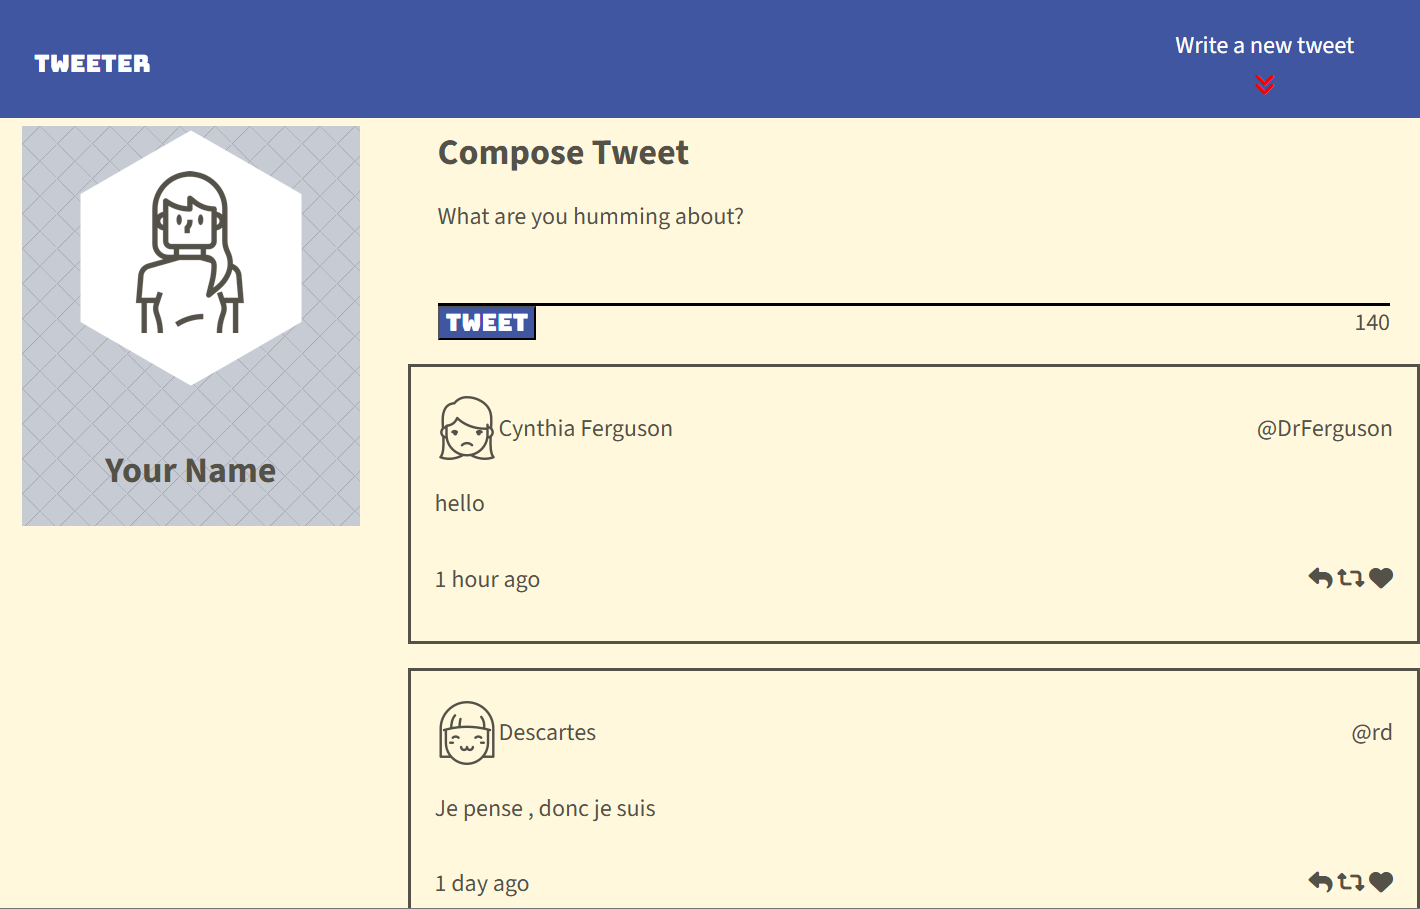 TWEETER
Write a new tweet
Your Name
Compose Tweet
What are you humming about?
TWEET
140
Cynthia Ferguson
@DrFerguson
hello
1 hour ago
Descartes
@rd
Je pense , donc je suis
1 day ago